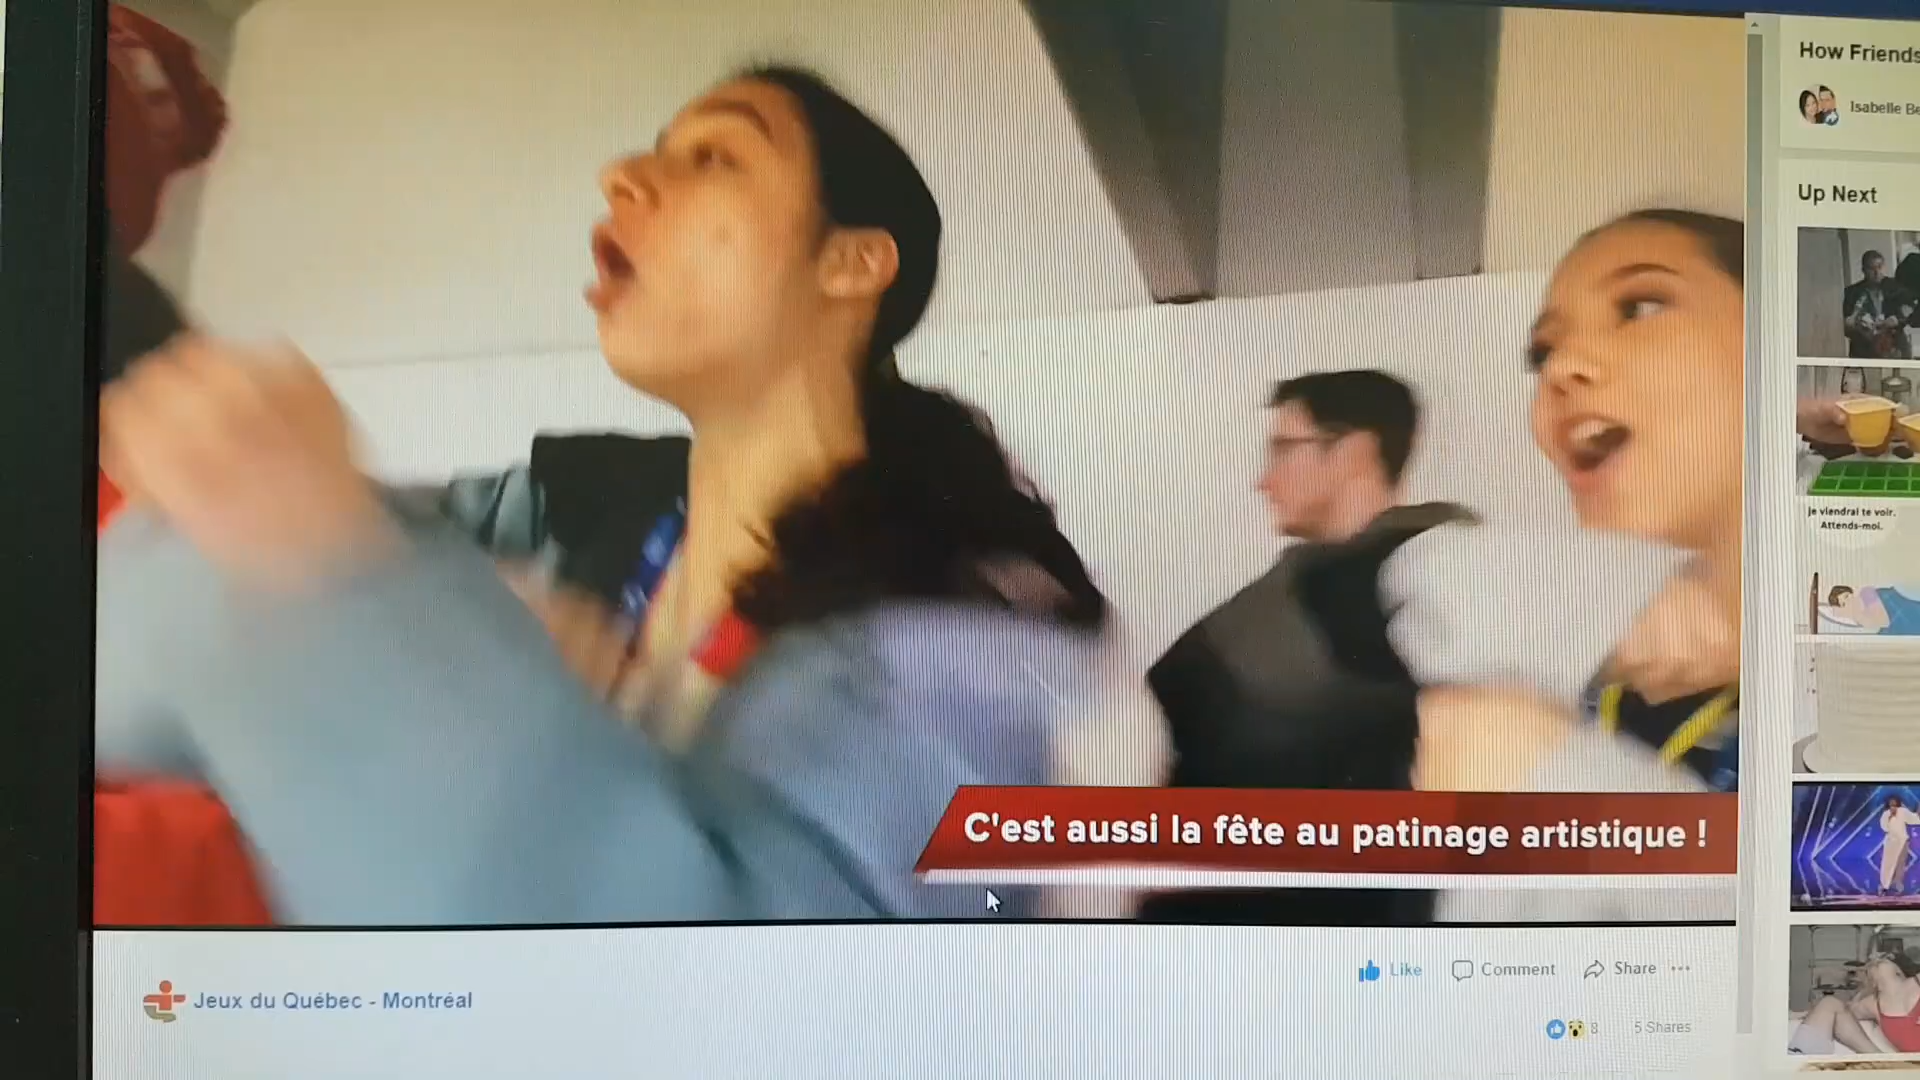 How Friends
Isabelle Be
Up Next
je viendrai te voir.
Attends-moi.
C'est aussi la fête au patinage artistique !
Jeux du Québec - Montréal
Like
Comment
Share
8
5 Shares